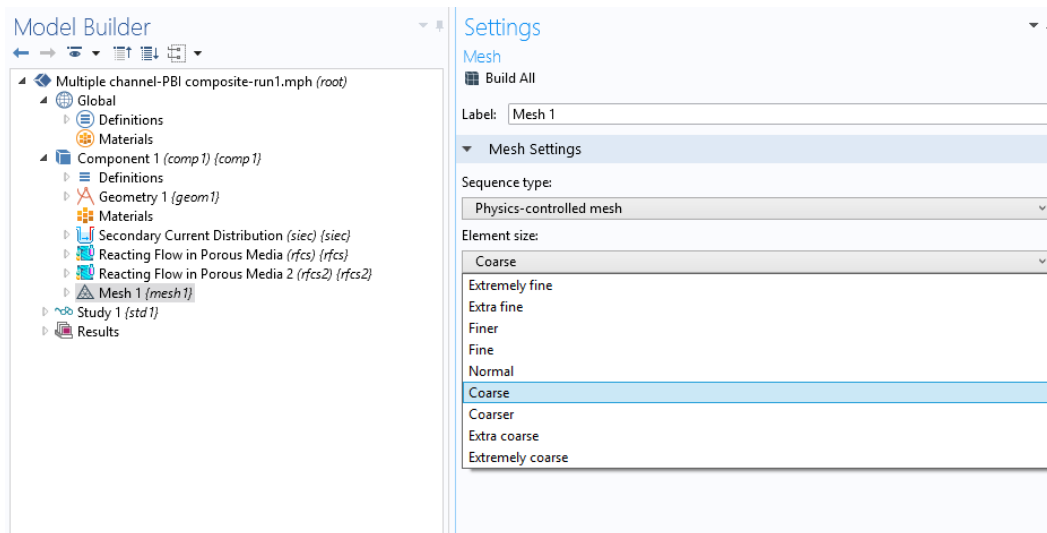 Model Builder
Multiple channel-PBI composite-run1.mph (root)
Global
Definitions
Materials
Component 1 (comp1) {comp1}
Definitions
Geometry 1 {geom1}
Materials
Secondary Current Distribution (siec) {siec}
Reacting Flow in Porous Media (rfcs) {rfcs}
Reacting Flow in Porous Media 2 (rfcs2) {rfcs2}
Mesh 1 {mesh1}
Study 1 {std1}
Results
Settings
Mesh
Build All
Label: Mesh 1
Mesh Settings
Sequence type:
Physics-controlled mesh
Element size:
Coarse
Extremely fine
Extra fine
Finer
Fine
Normal
Coarse
Coarser
Extra coarse
Extremely coarse